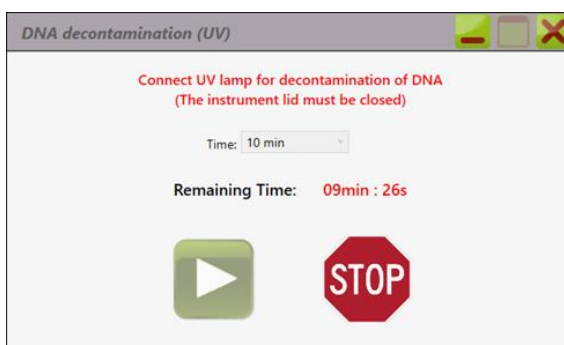 DNA decontamination (UV)
Connect UV lamp for decontamination of DNA
(The instrument lid must be closed)
Time: 10 min
Remaining Time: 09min : 26s
STOP